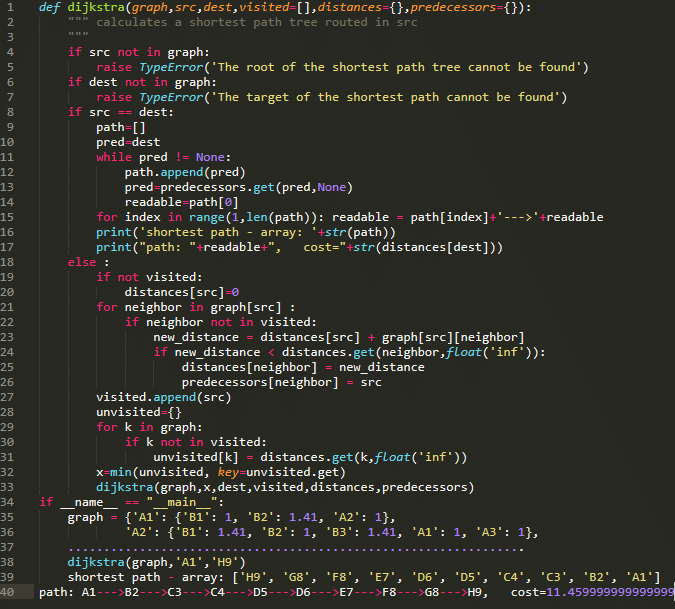 1 def dijkstra(graph,src,dest,visited=[],distances={},predecessors={}):
2 """ calculates a shortest path tree routed in src
3 """
4 if src not in graph:
5 raise TypeError('The root of the shortest path tree cannot be found')
6 if dest not in graph:
7 raise TypeError('The target of the shortest path cannot be found')
8 if src == dest:
9 path=[]
10 pred=dest
11 while pred != None:
12 path.append(pred)
13 pred=predecessors.get(pred,None)
14 readable=path[0]
15 for index in range(1,len(path)): readable = path[index]+'--->'+readable
16 print('shortest path - array: '+str(path))
17 print("path: "+readable+", cost="+str(distances[dest]))
18 else :
19 if not visited:
20 distances[src]=0
21 for neighbor in graph[src] :
22 if neighbor not in visited:
23 new_distance = distances[src] + graph[src][neighbor]
24 if new_distance < distances.get(neighbor,float('inf')):
25 distances[neighbor] = new_distance
26 predecessors[neighbor] = src
27 visited.append(src)
28 unvisited={}
29 for k in graph:
30 if k not in visited:
31 unvisited[k] = distances.get(k,float('inf'))
32 x=min(unvisited, key=unvisited.get)
33 dijkstra(graph,x,dest,visited,distances,predecessors)
34 if __name__ == "__main__":
35 graph = {'A1': {'B1': 1, 'B2': 1.41, 'A2': 1},
36 'A2': {'B1': 1.41, 'B2': 1, 'B3': 1.41, 'A1': 1, 'A3': 1},
37 ................................................................
38 dijkstra(graph,'A1','H9')
39 shortest path - array: ['H9', 'G8', 'F8', 'E7', 'D6', 'D5', 'C4', 'C3', 'B2', 'A1']
40 path: A1--->B2--->C3--->C4--->D5--->D6--->E7--->F8--->G8--->H9, cost=11.459999999999999